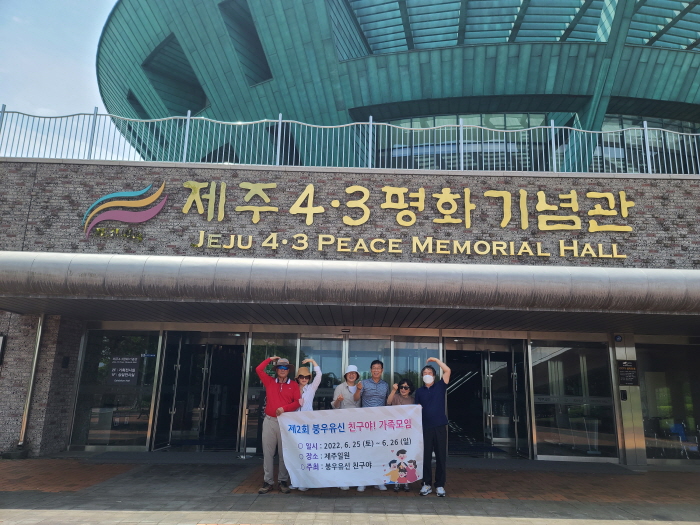 제주4·3평화기념관
JEJU 4·3 PEACE MEMORIAL HALL
제2회 붕우유신 친구야! 가족모임
일시 : 2022. 6. 25 (토) ~ 6. 26 (일)
장소 : 제주일원
주최 : 붕우유신 친구야